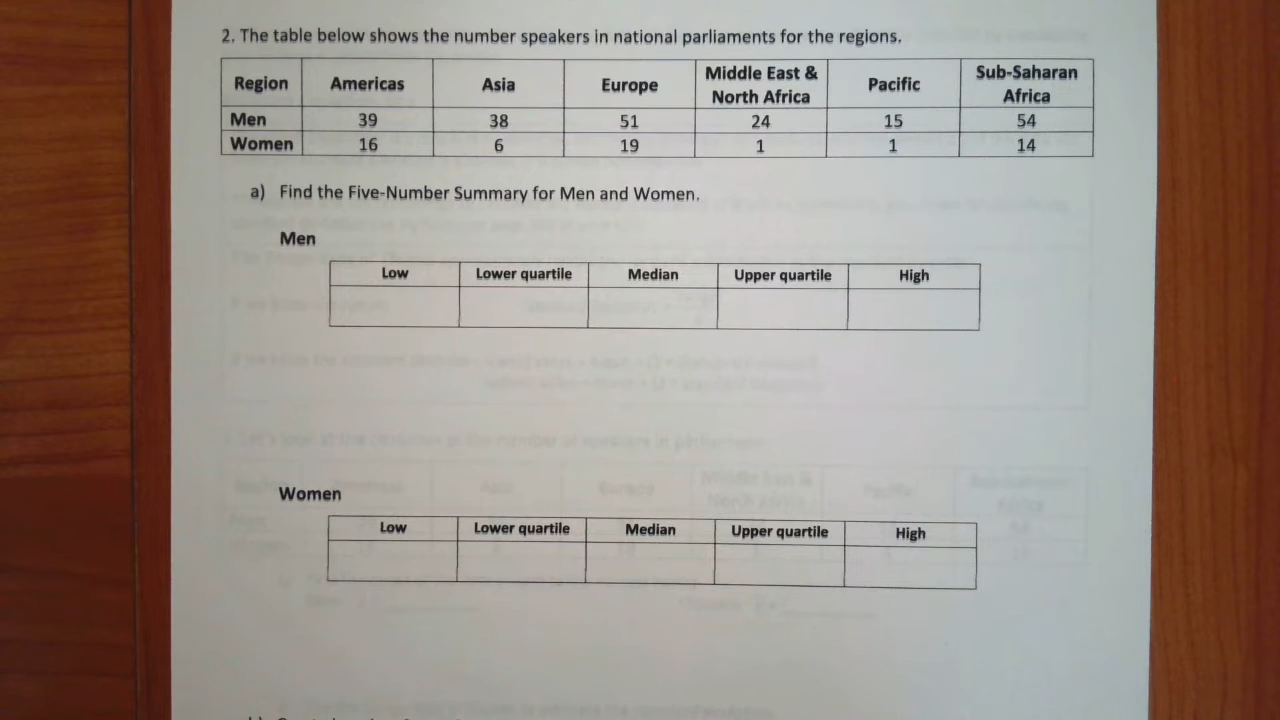 2. The table below shows the number speakers in national parliaments for the regions.
Region Americas Asia Europe Middle East & North Africa Pacific Sub-Saharan Africa
Men 39 38 51 24 15 54
Women 16 6 19 1 1 14
a) Find the Five-Number Summary for Men and Women.
Men
Low Lower quartile Median Upper quartile High
Women
Low Lower quartile Median Upper quartile High